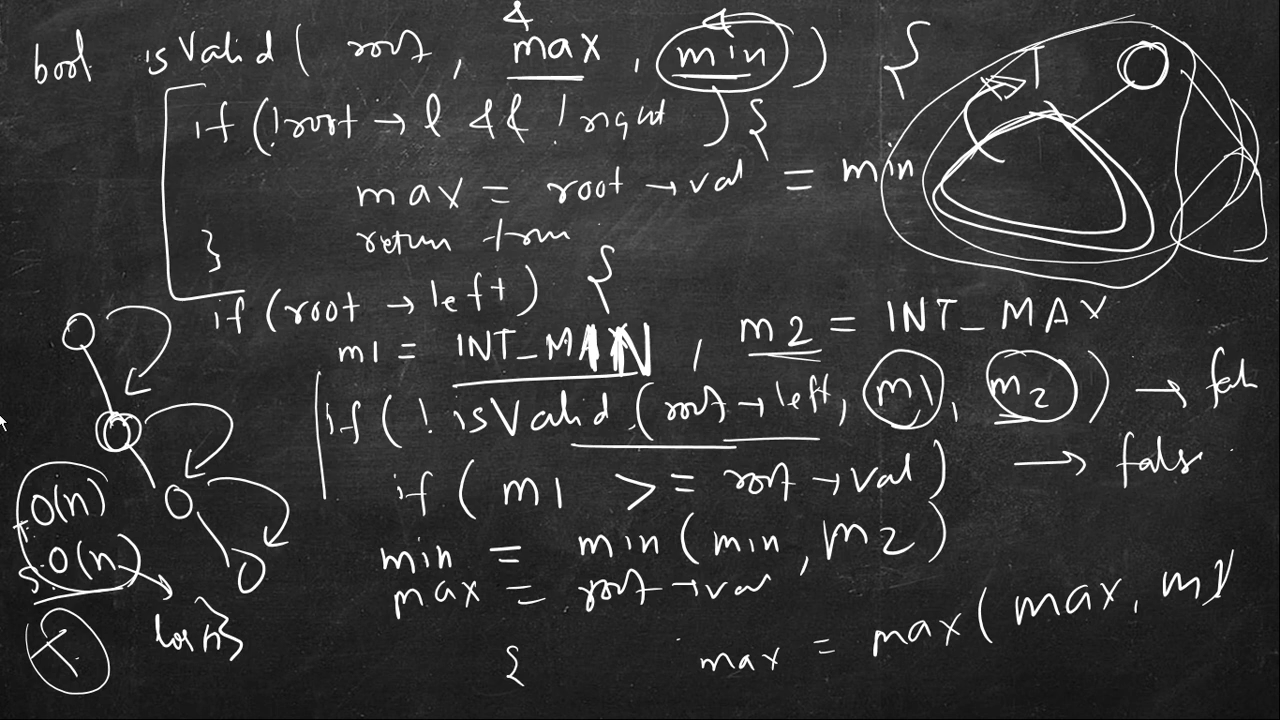 bool isValid( root, &max, min) {
if (!root→l && !right ) {
max = root→val = min
return true
}
if (root→left) {
m1 = INT_MIN, m2 = INT_MAX
if ( ! isValid (root→left, m1, m2 )) → fal
if ( m1 >= root→val) → false
min = min(min, m2)
max = root→val
}
{
max = max( max, m1
T
T. O(n)
S. O(n)
T.